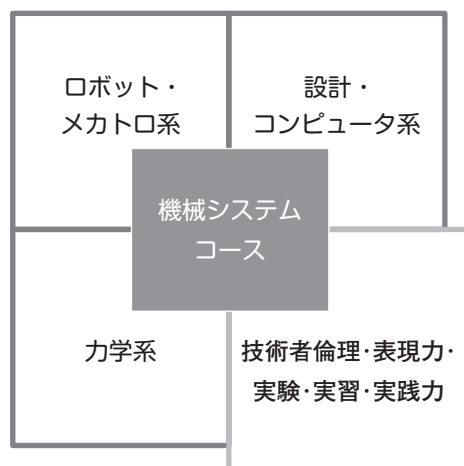 ロボット・
メカトロ系
設計・
コンピュータ系
機械システム
コース
力学系
技術者倫理・表現力・
実験・実習・実践力